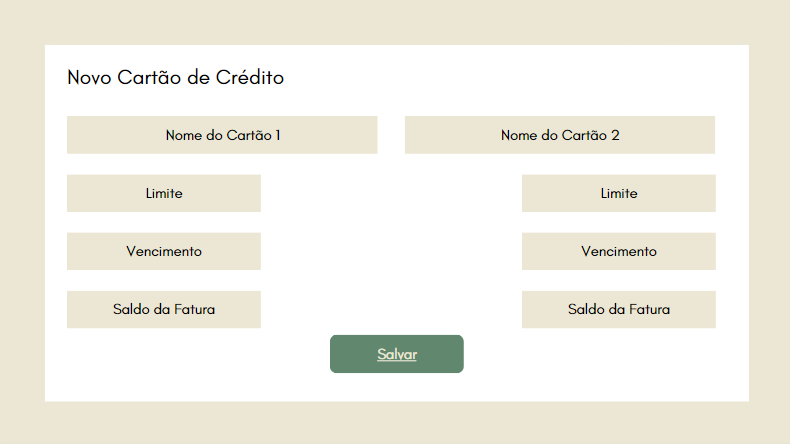 Novo Cartão de Crédito
Nome do Cartão 1
Nome do Cartão 2
Limite
Limite
Vencimento
Vencimento
Saldo da Fatura
Saldo da Fatura
Salvar